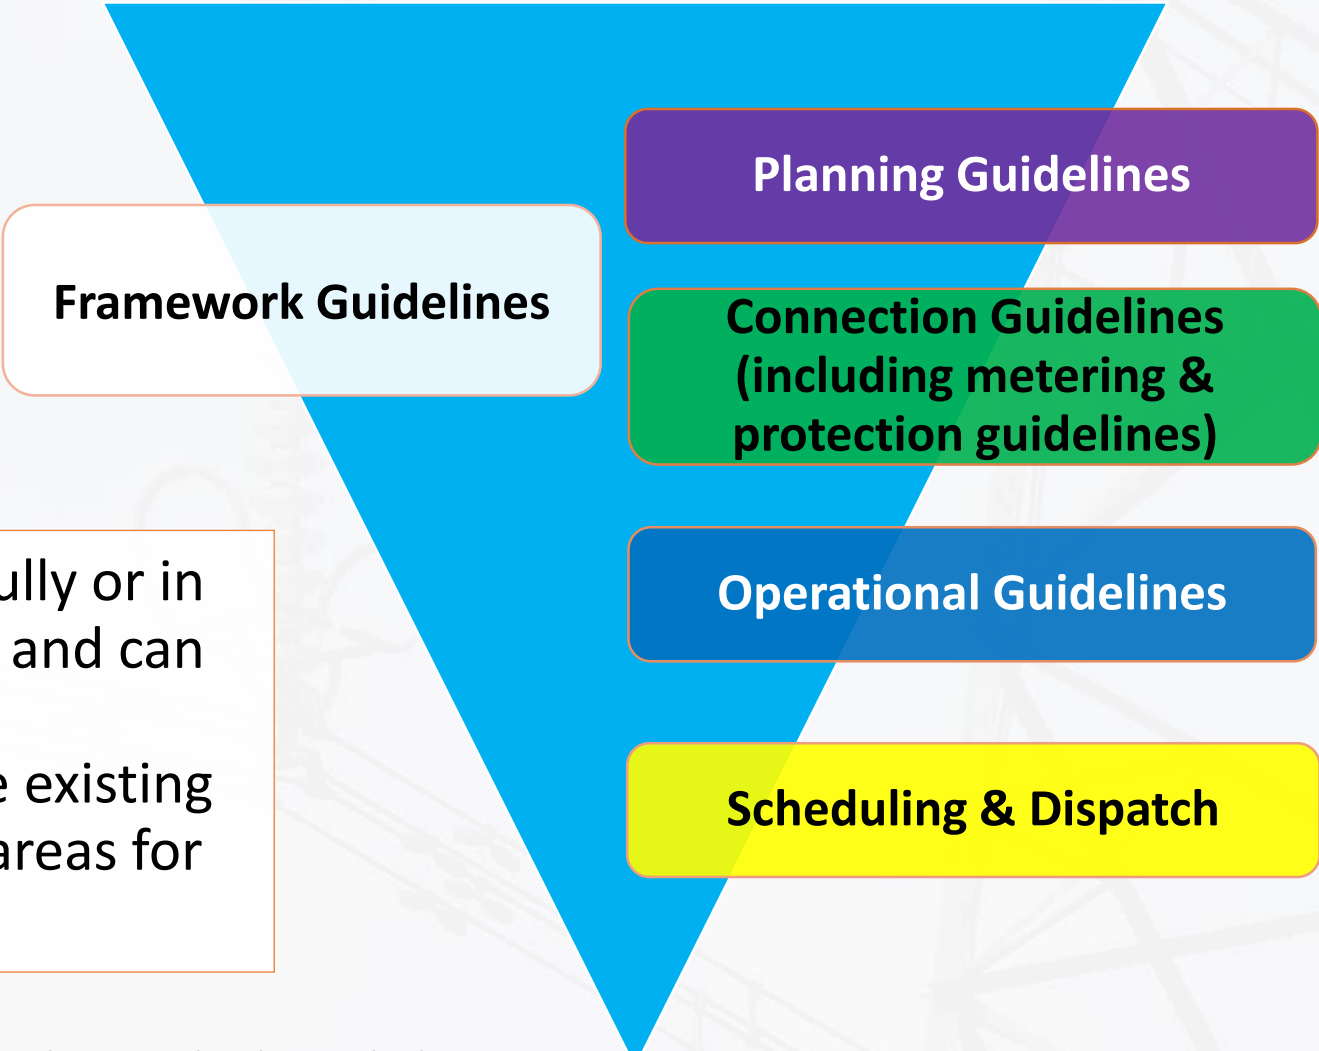 Planning Guidelines
Framework Guidelines
Connection Guidelines
(including metering &
protection guidelines)
or in
and can
existing
areas for
Operational Guidelines
Scheduling & Dispatch